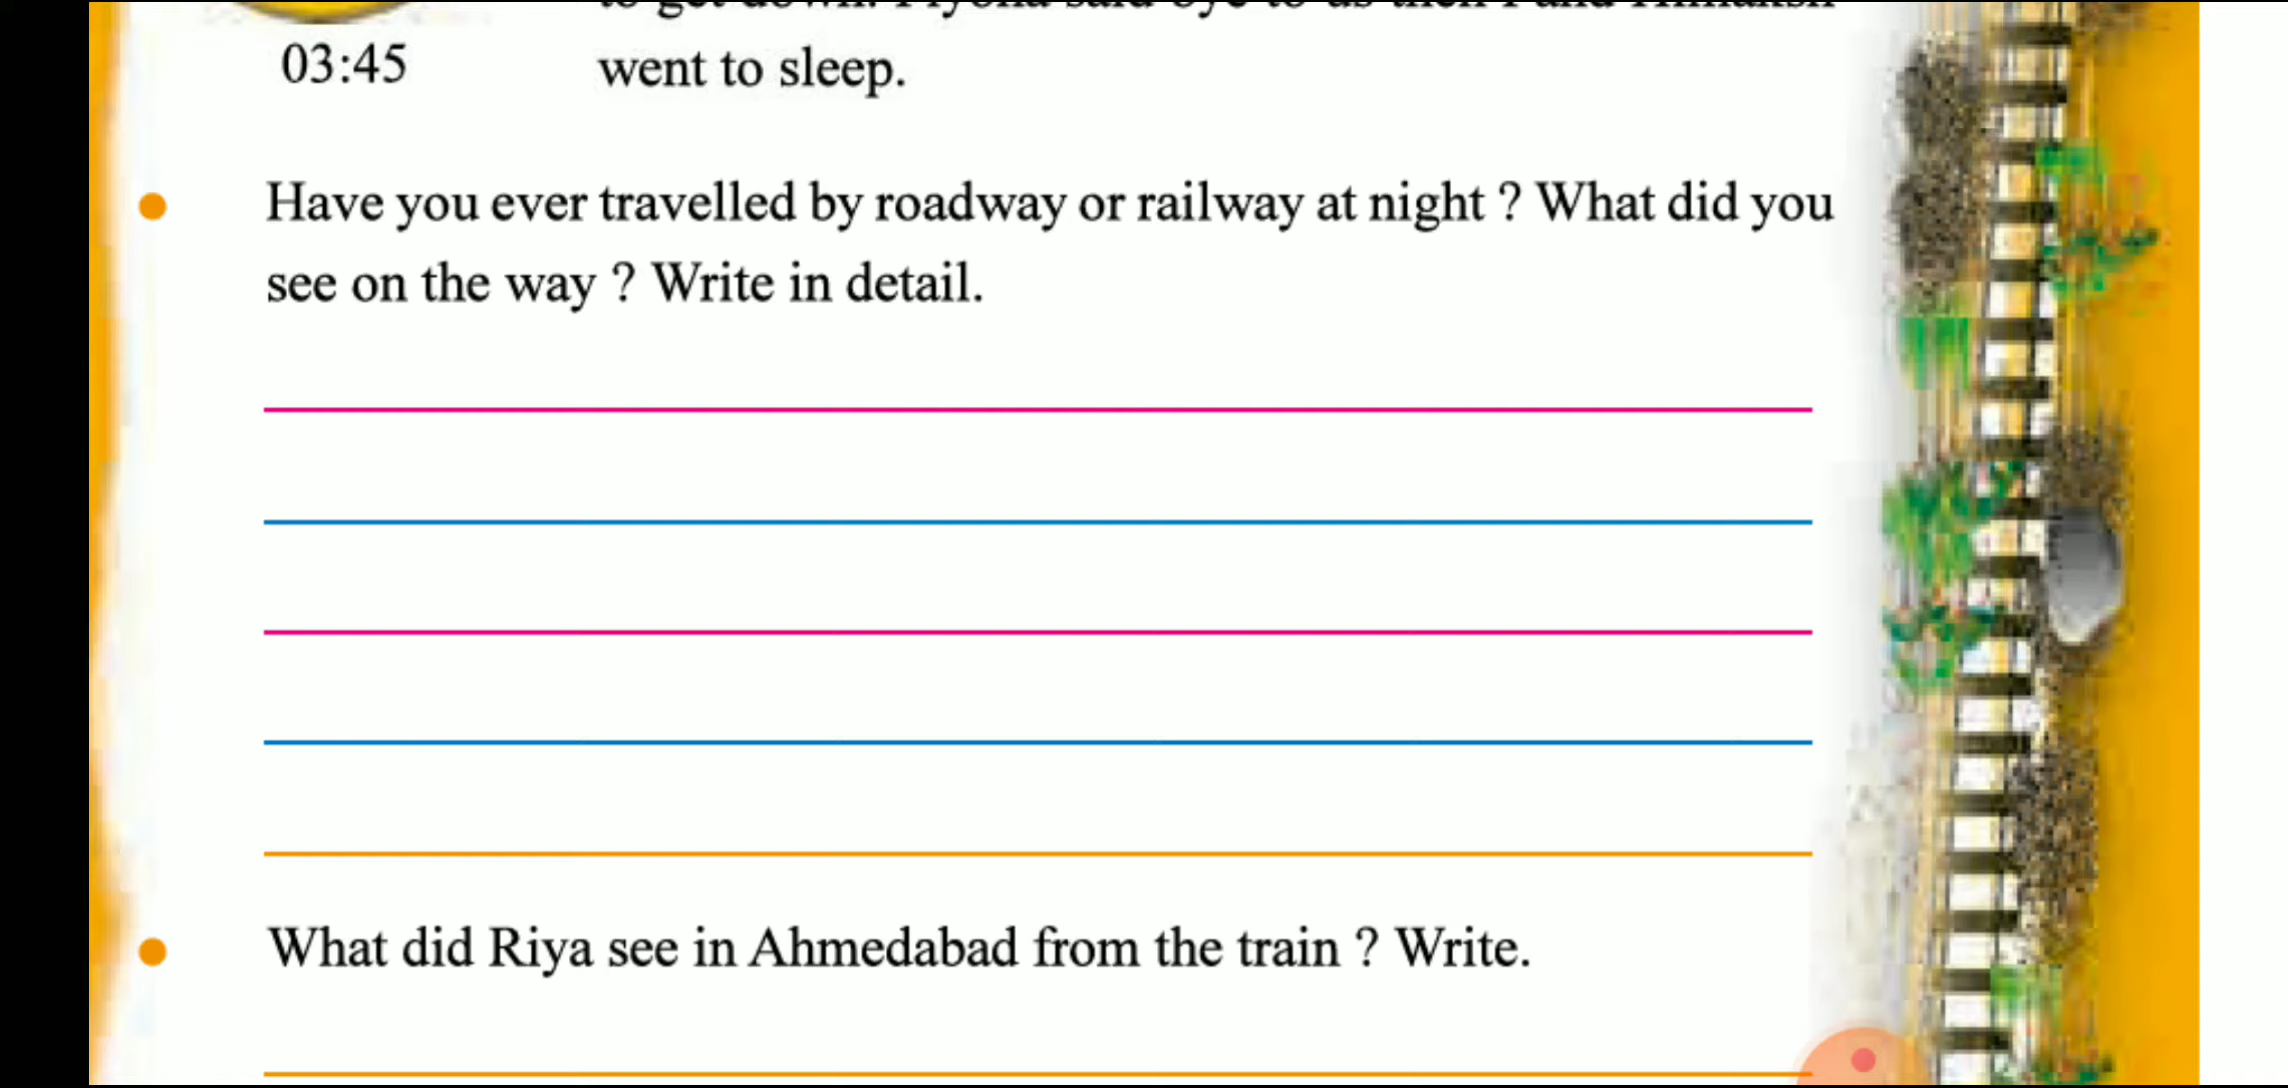 03:45 went to sleep.
Have you ever travelled by roadway or railway at night ? What did you
see on the way ? Write in detail.
What did Riya see in Ahmedabad from the train ? Write.